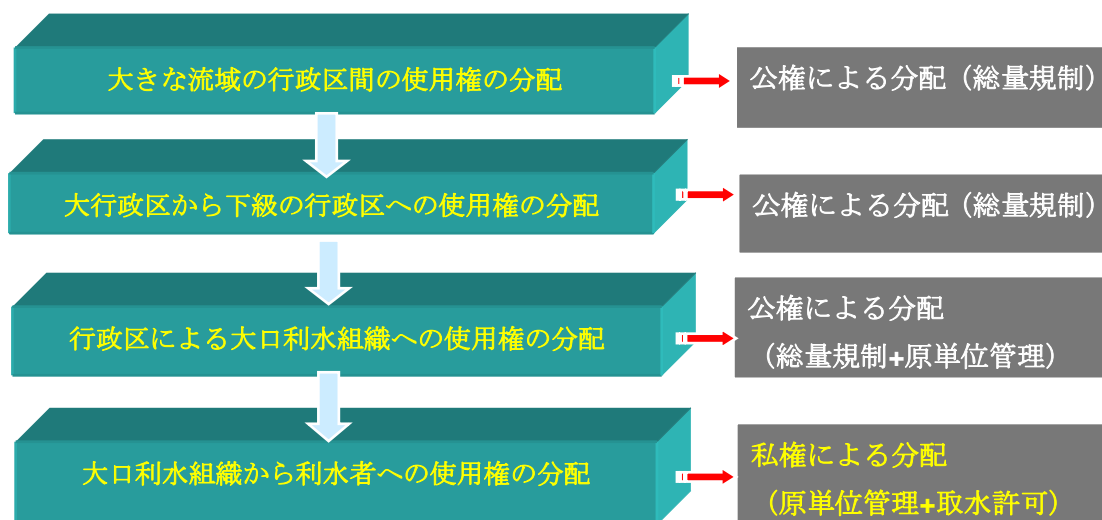 大きな流域の行政区間の使用権の分配
公権による分配（総量規制）
大行政区から下級の行政区への使用権の分配
公権による分配（総量規制）
行政区による大口利水組織への使用権の分配
公権による分配
（総量規制+原単位管理）
大口利水組織から利水者への使用権の分配
私権による分配
（原単位管理+取水許可）